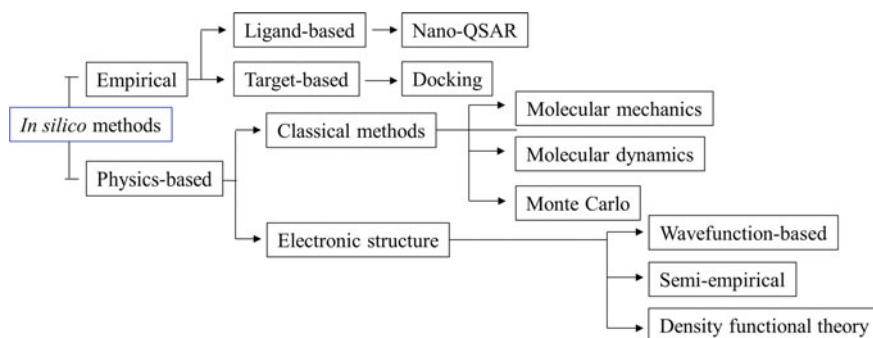 Ligand-based
Nano-QSAR
Empirical
Target-based
Docking
In silico methods
Classical methods
Molecular mechanics
Molecular dynamics
Physics-based
Monte Carlo
Electronic structure
Wavefunction-based
Semi-empirical
Density functional theory